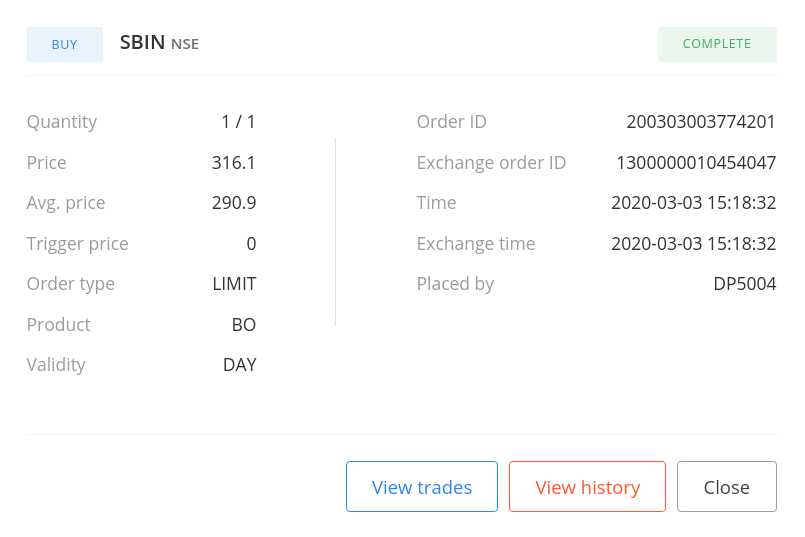 BUY SBIN NSE COMPLETE
Quantity 1 / 1 Order ID 200303003774201
Price 316.1 Exchange order ID 1300000010454047
Avg. price 290.9 Time 2020-03-03 15:18:32
Trigger price 0 Exchange time 2020-03-03 15:18:32
Order type LIMIT Placed by DP5004
Product BO
Validity DAY
View trades View history Close